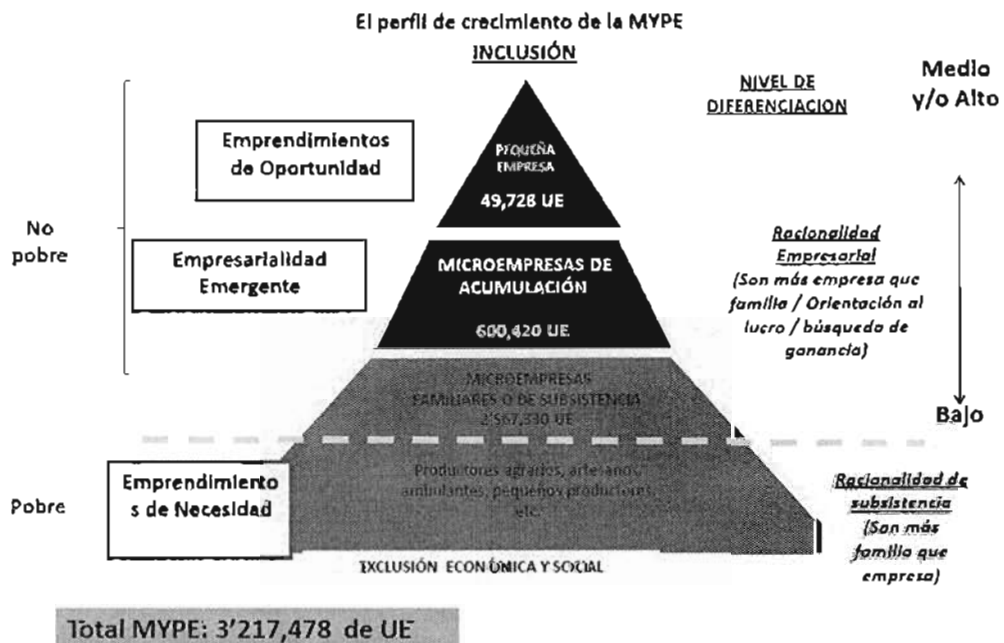 El perfil de crecimiento de la MYPE
INCLUSIÓN
NIVEL DE
DIFERENCIACION
Medio
y/o Alto
Emprendimientos
de Oportunidad
PEQUEÑA
EMPRESA
49,728 UE
No
pobre
Empresarialidad
Emergente
MICROEMPRESAS DE
ACUMULACIÓN
600,420 UE
Racionalidad
Empresarial
(Son más empresa que
familia / Orientación al
lucro / búsqueda de
ganancia)
MICROEMPRESAS
FAMILIARES O DE SUBSISTENCIA
2'567,330 UE
Bajo
Pobre
Emprendimiento
s de Necesidad
Productores agrarios, artesanos,
ambulantes, pequeños productores,
etc.
Racionalidad de
subsistencia
(Son más
familia que
empresa)
EXCLUSIÓN ECONÓMICA Y SOCIAL
Total MYPE: 3'217,478 de UE